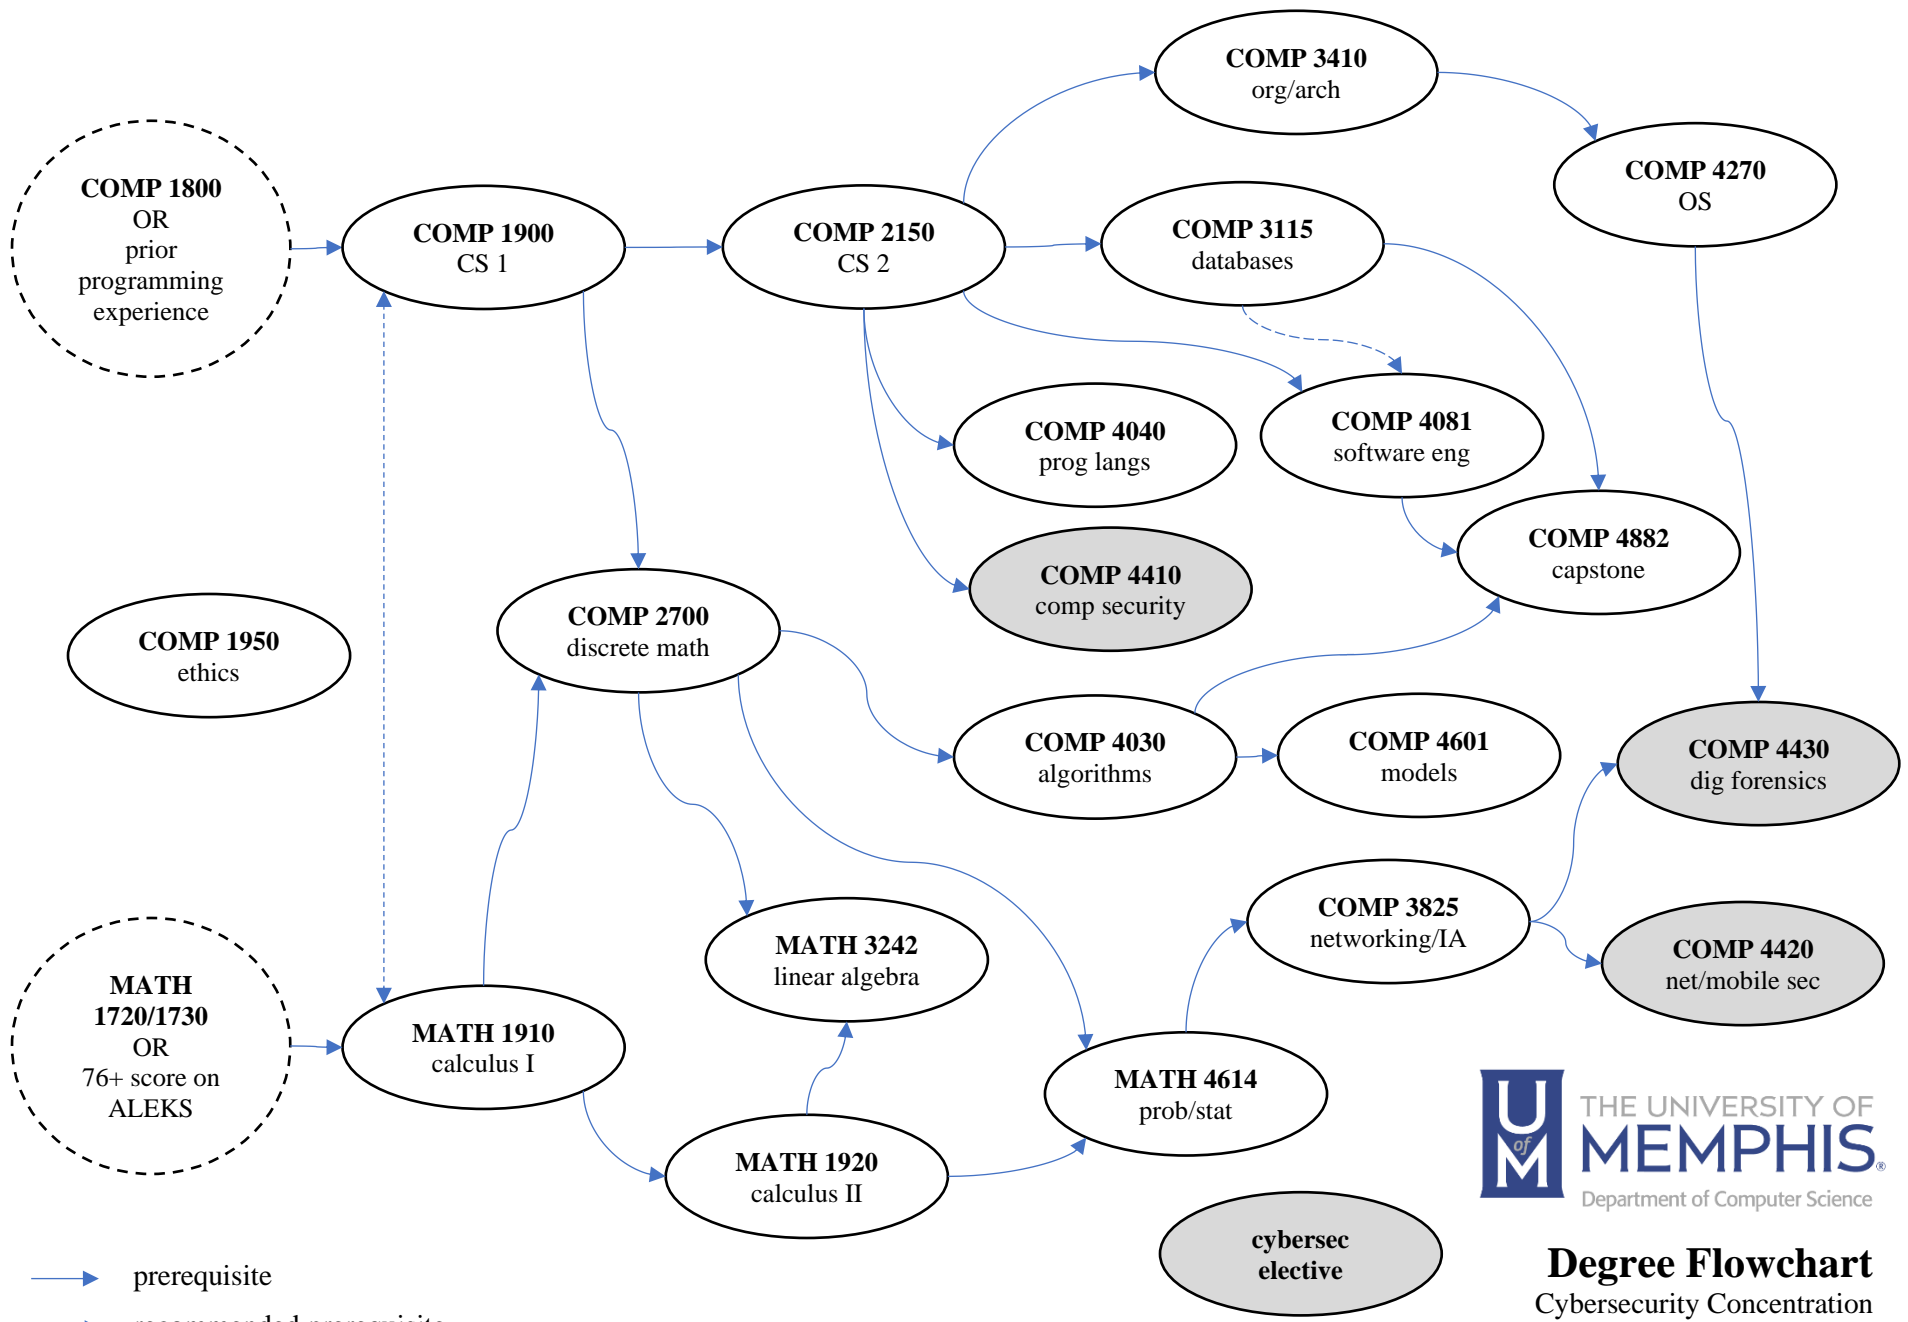 COMP 3410
org/arch
COMP 4270
OS
COMP 1800
OR
prior
programming
experience
COMP 1900
CS 1
COMP 2150
CS 2
COMP 3115
databases
COMP 4040
prog langs
COMP 4081
software eng
COMP 4882
capstone
COMP 4410
comp security
COMP 1950
ethics
COMP 2700
discrete math
COMP 4030
algorithms
COMP 4601
models
COMP 4430
dig forensics
COMP 3825
networking/IA
COMP 4420
net/mobile sec
MATH 3242
linear algebra
MATH
1720/1730
OR
76+ score on
ALEKS
MATH 1910
calculus I
MATH 4614
prob/stat
MATH 1920
calculus II
U
of
M
THE UNIVERSITY OF
MEMPHIS®
Department of Computer Science
cybersec
elective
Degree Flowchart
Cybersecurity Concentration
prerequisite
recommended prerequisite